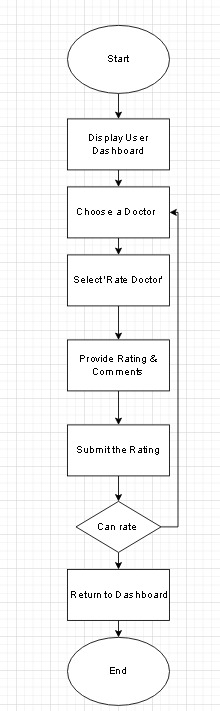 Start
Display User
Dashboard
Choose a Doctor
Select 'Rate Doctor'
Provide Rating &
Comments
Submit the Rating
Can rate
Return to Dashboard
End